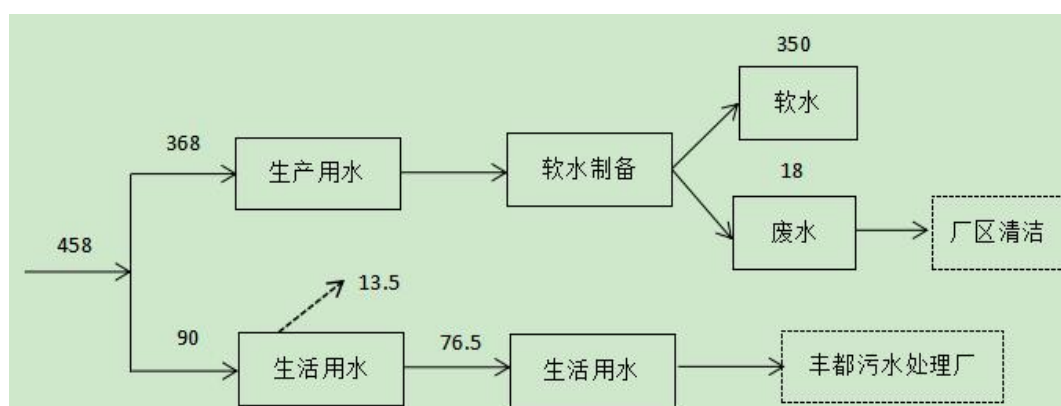 350
软水
368
生产用水
软水制备
18
废水
厂区清洁
458
13.5
90
生活用水
76.5
生活用水
丰都污水处理厂